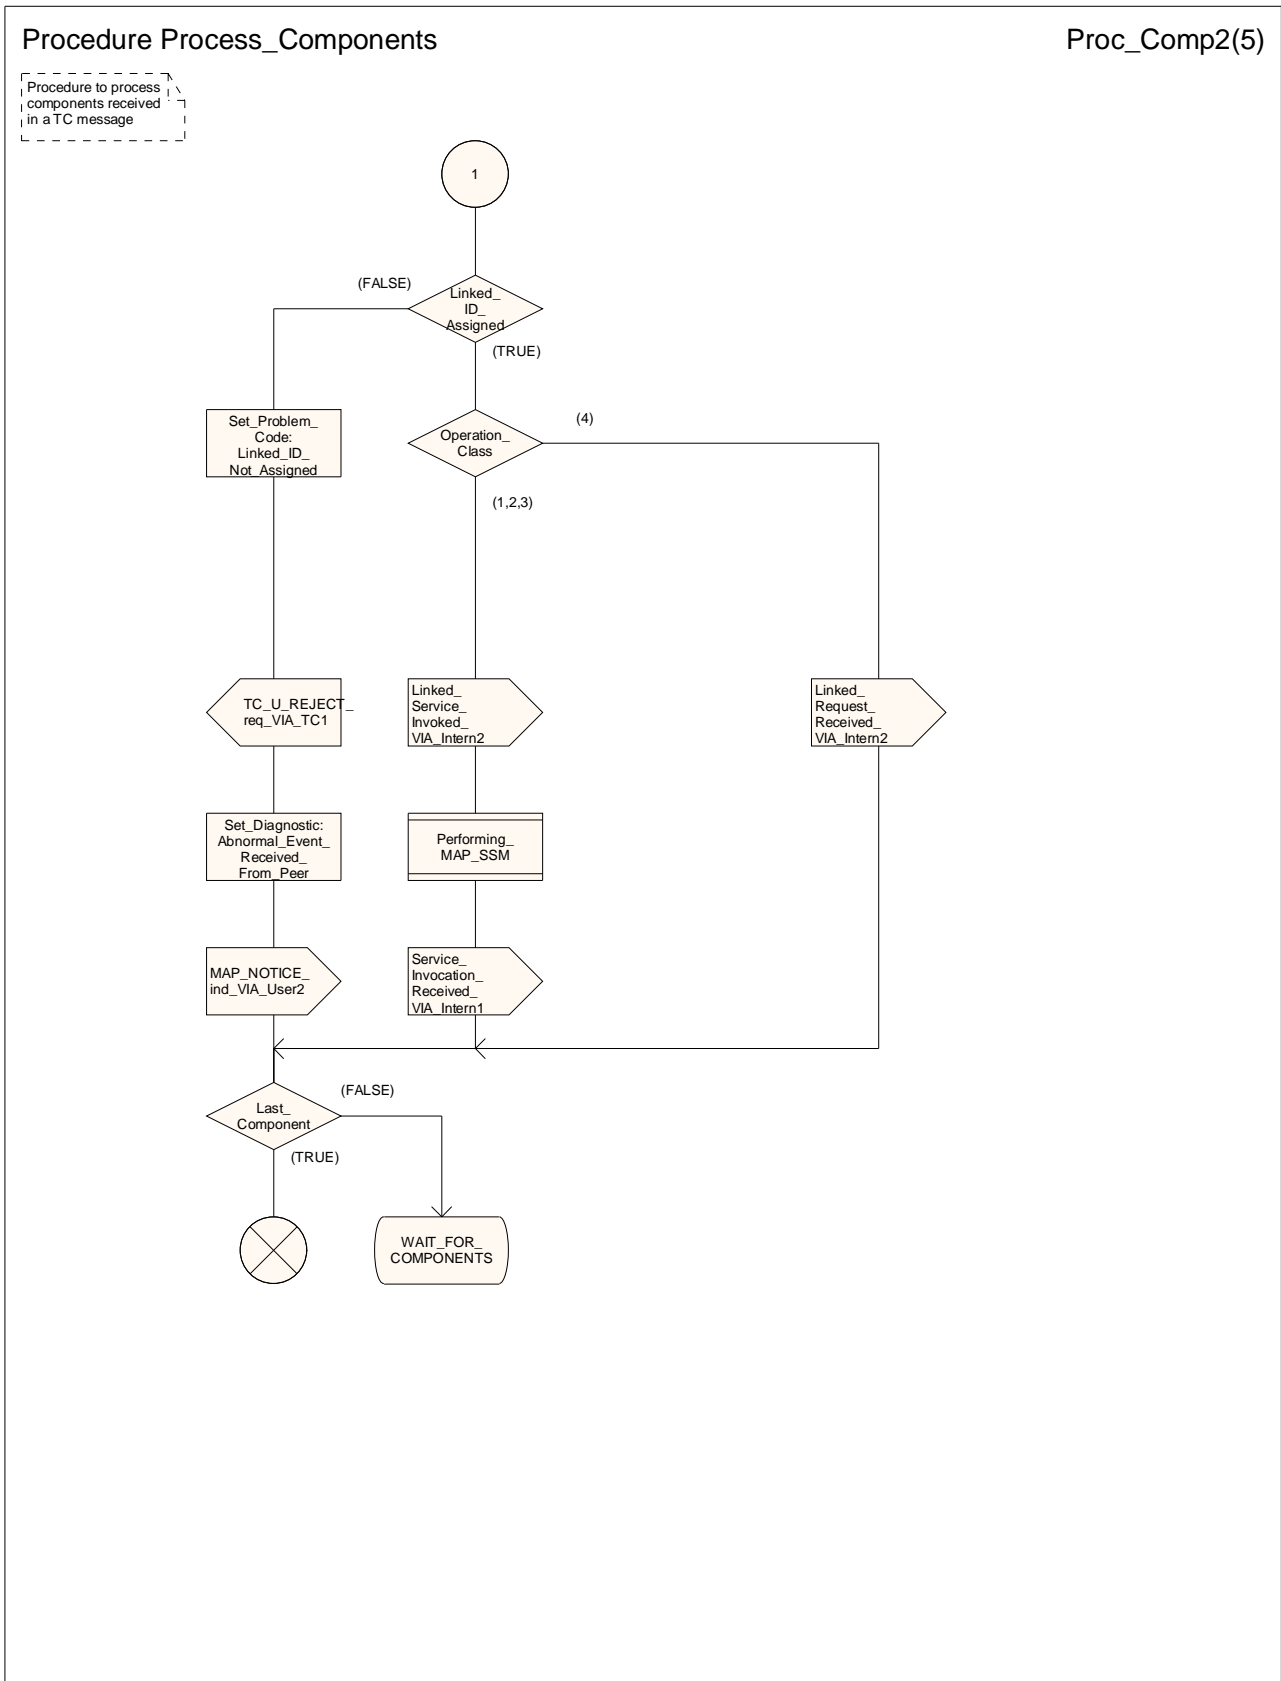 Procedure Process_Components
Proc_Comp2(5)
Procedure to process
components received
in a TC message
1
(FALSE)
Linked_
ID_
Assigned
(TRUE)
Set_Problem_
Code:
Linked_ID_
Not_Assigned
Operation_
Class
(4)
(1,2,3)
TC_U_REJECT_
req_VIA_TC1
Linked_
Service_
Invoked_
VIA_Intern2
Linked_
Request_
Received_
VIA_Intern2
Set_Diagnostic:
Abnormal_Event_
Received_
From_Peer
Performing_
MAP_SSM
MAP_NOTICE_
ind_VIA_User2
Service_
Invocation_
Received_
VIA_Intern1
(FALSE)
Last_
Component
(TRUE)
WAIT_FOR_
COMPONENTS